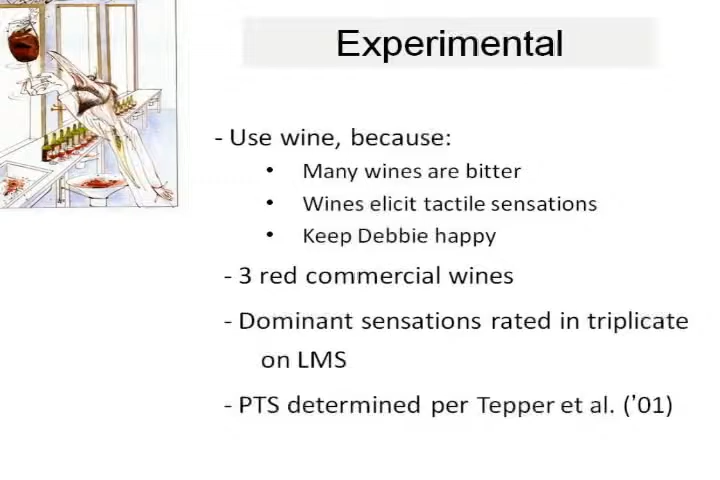 Experimental
- Use wine, because:
• Many wines are bitter
• Wines elicit tactile sensations
• Keep Debbie happy
- 3 red commercial wines
- Dominant sensations rated in triplicate
on LMS
- PTS determined per Tepper et al. (’01)